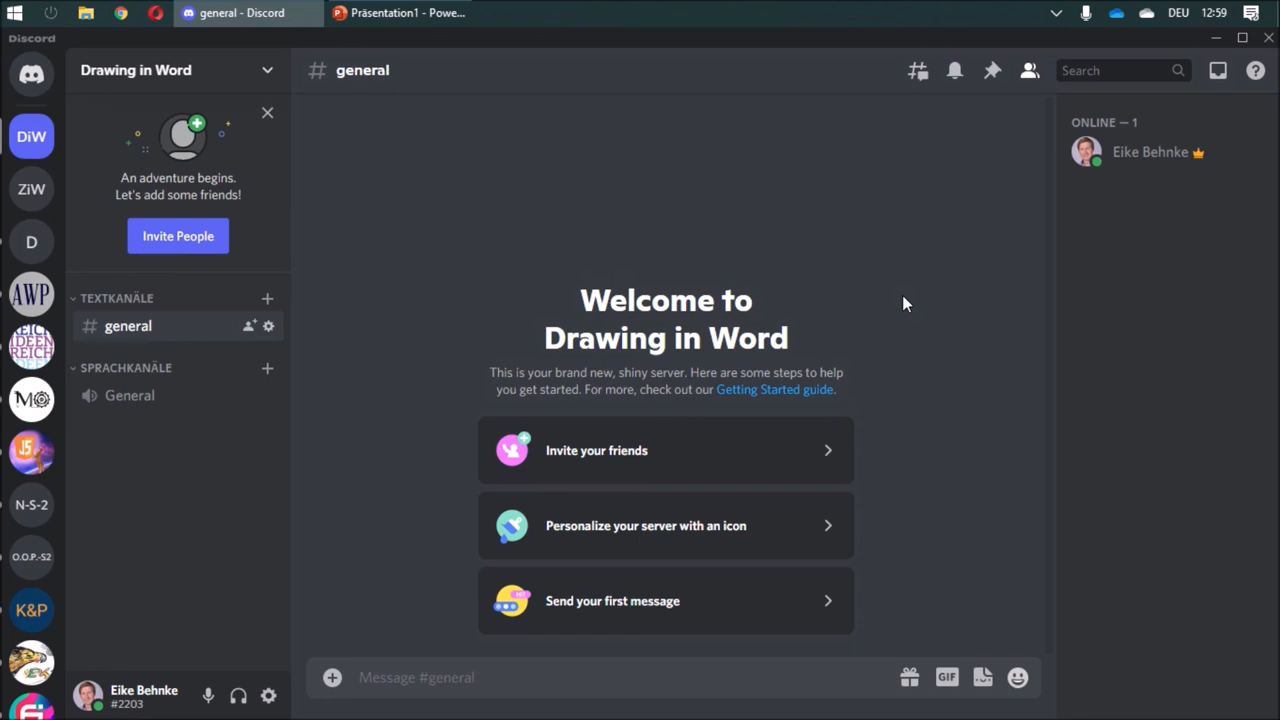 general - Discord
Präsentation1 - Powe...
DEU
12:59
Discord
Drawing in Word
general
Search
DiW
ZiW
D
AWP
IDEEN
REICH
JS
N-S-2
O.O.P.-S2
K&P
An adventure begins.
Let's add some friends!
Invite People
TEXTKANÄLE
general
SPRACHKANÄLE
General
Eike Behnke
#2203
Welcome to
Drawing in Word
This is your brand new, shiny server. Here are some steps to help
you get started. For more, check out our Getting Started guide.
Invite your friends
Personalize your server with an icon
Send your first message
Message #general
GIF
ONLINE — 1
Eike Behnke